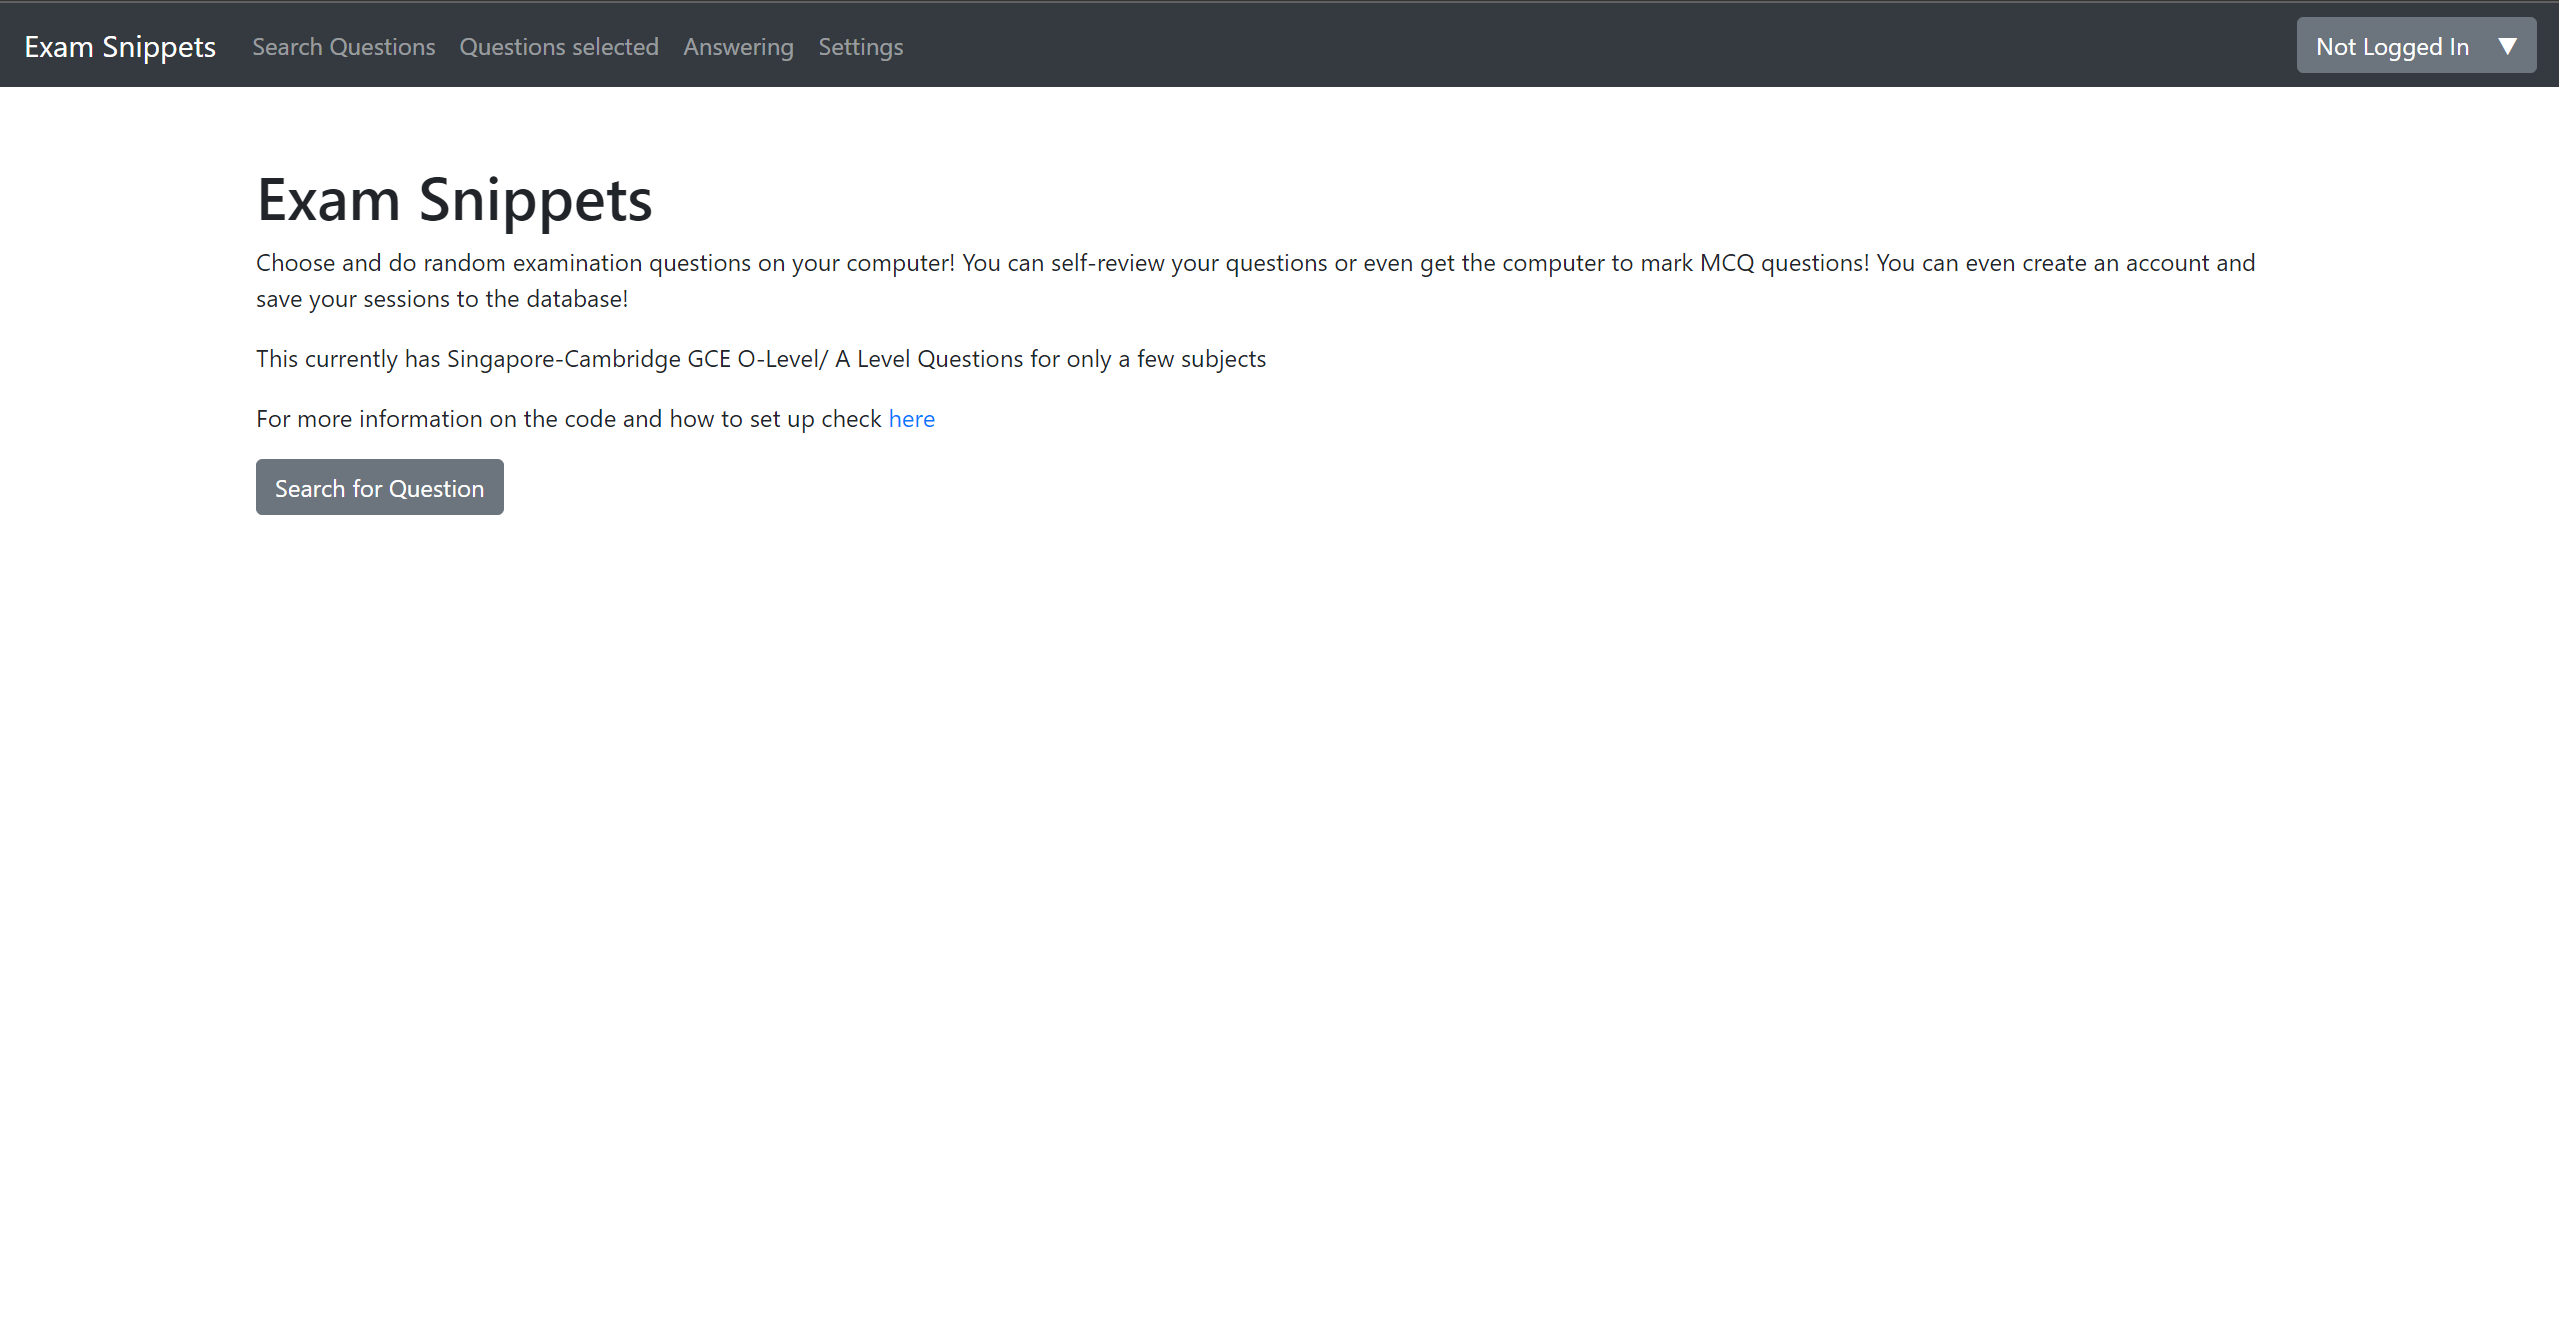 Exam Snippets Search Questions Questions selected Answering Settings Not Logged In ▼
Exam Snippets
Choose and do random examination questions on your computer! You can self-review your questions or even get the computer to mark MCQ questions! You can even create an account and
save your sessions to the database!
This currently has Singapore-Cambridge GCE O-Level/ A Level Questions for only a few subjects
For more information on the code and how to set up check here
Search for Question